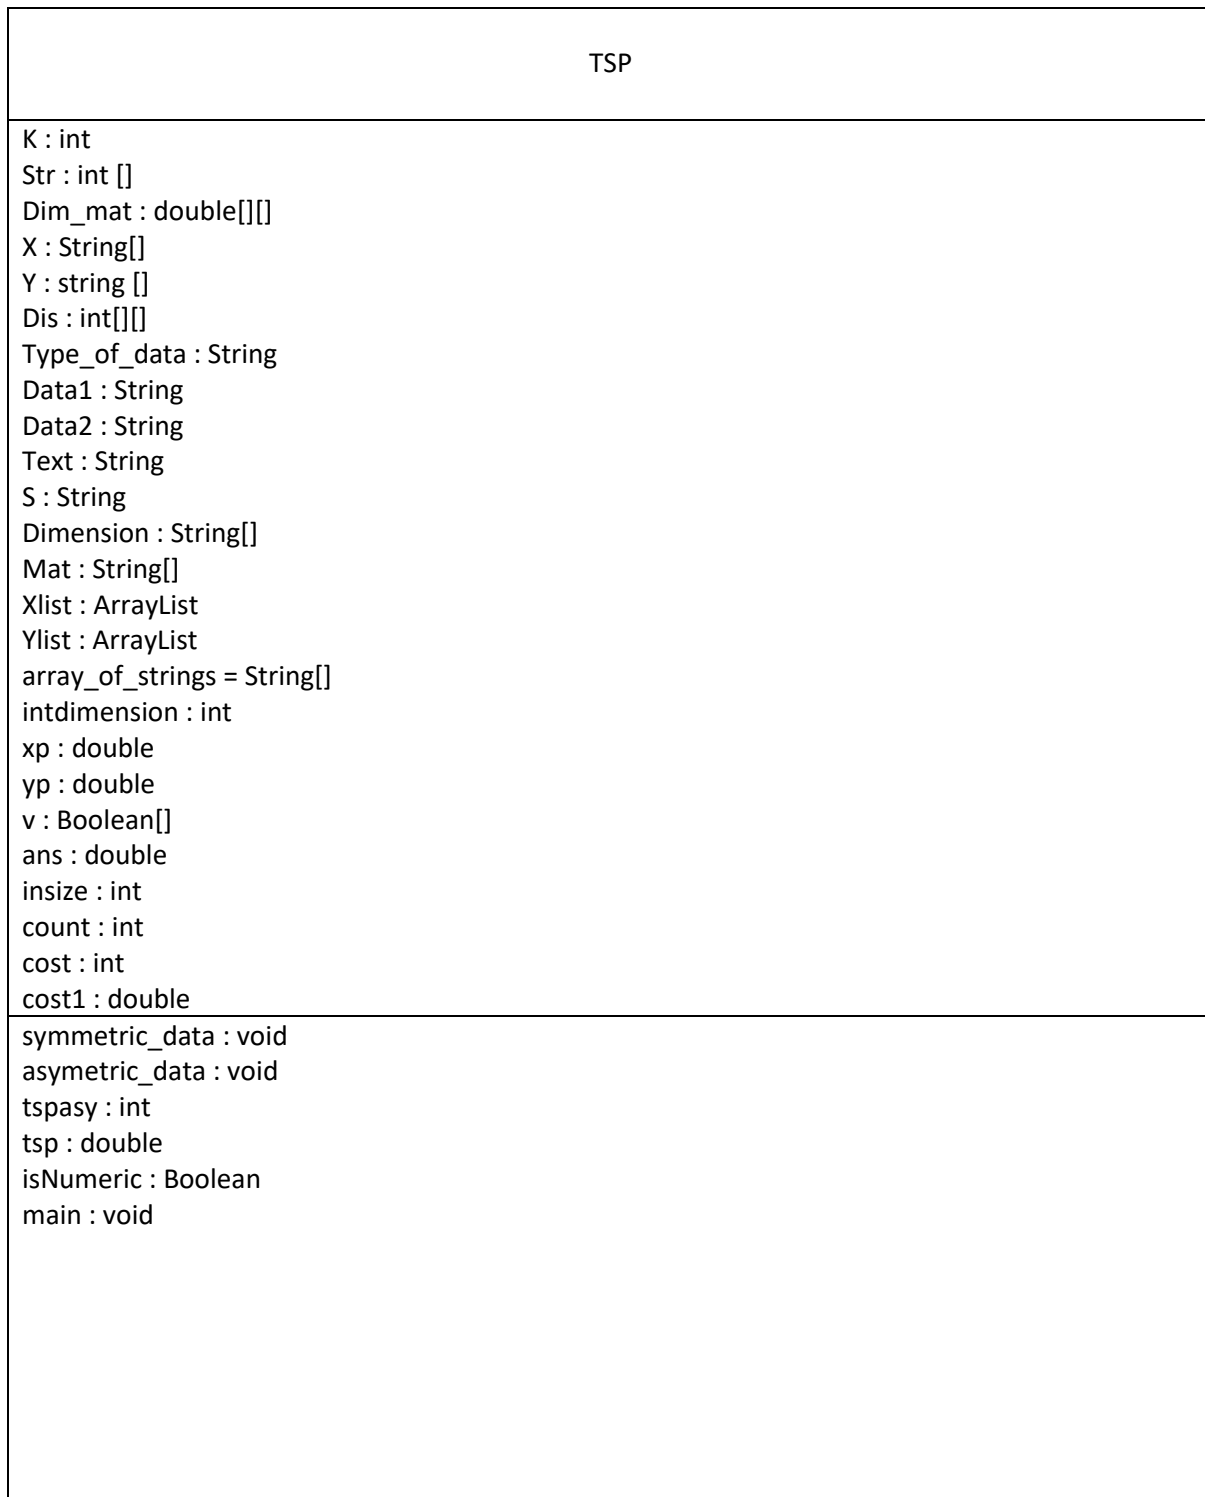 TSP
K : int
Str : int []
Dim_mat : double[][]
X : String[]
Y : string []
Dis : int[][]
Type_of_data : String
Data1 : String
Data2 : String
Text : String
S : String
Dimension : String[]
Mat : String[]
Xlist : ArrayList
Ylist : ArrayList
array_of_strings = String[]
intdimension : int
xp : double
yp : double
v : Boolean[]
ans : double
insize : int
count : int
cost : int
cost1 : double
symmetric_data : void
asymetric_data : void
tspasy : int
tsp : double
isNumeric : Boolean
main : void